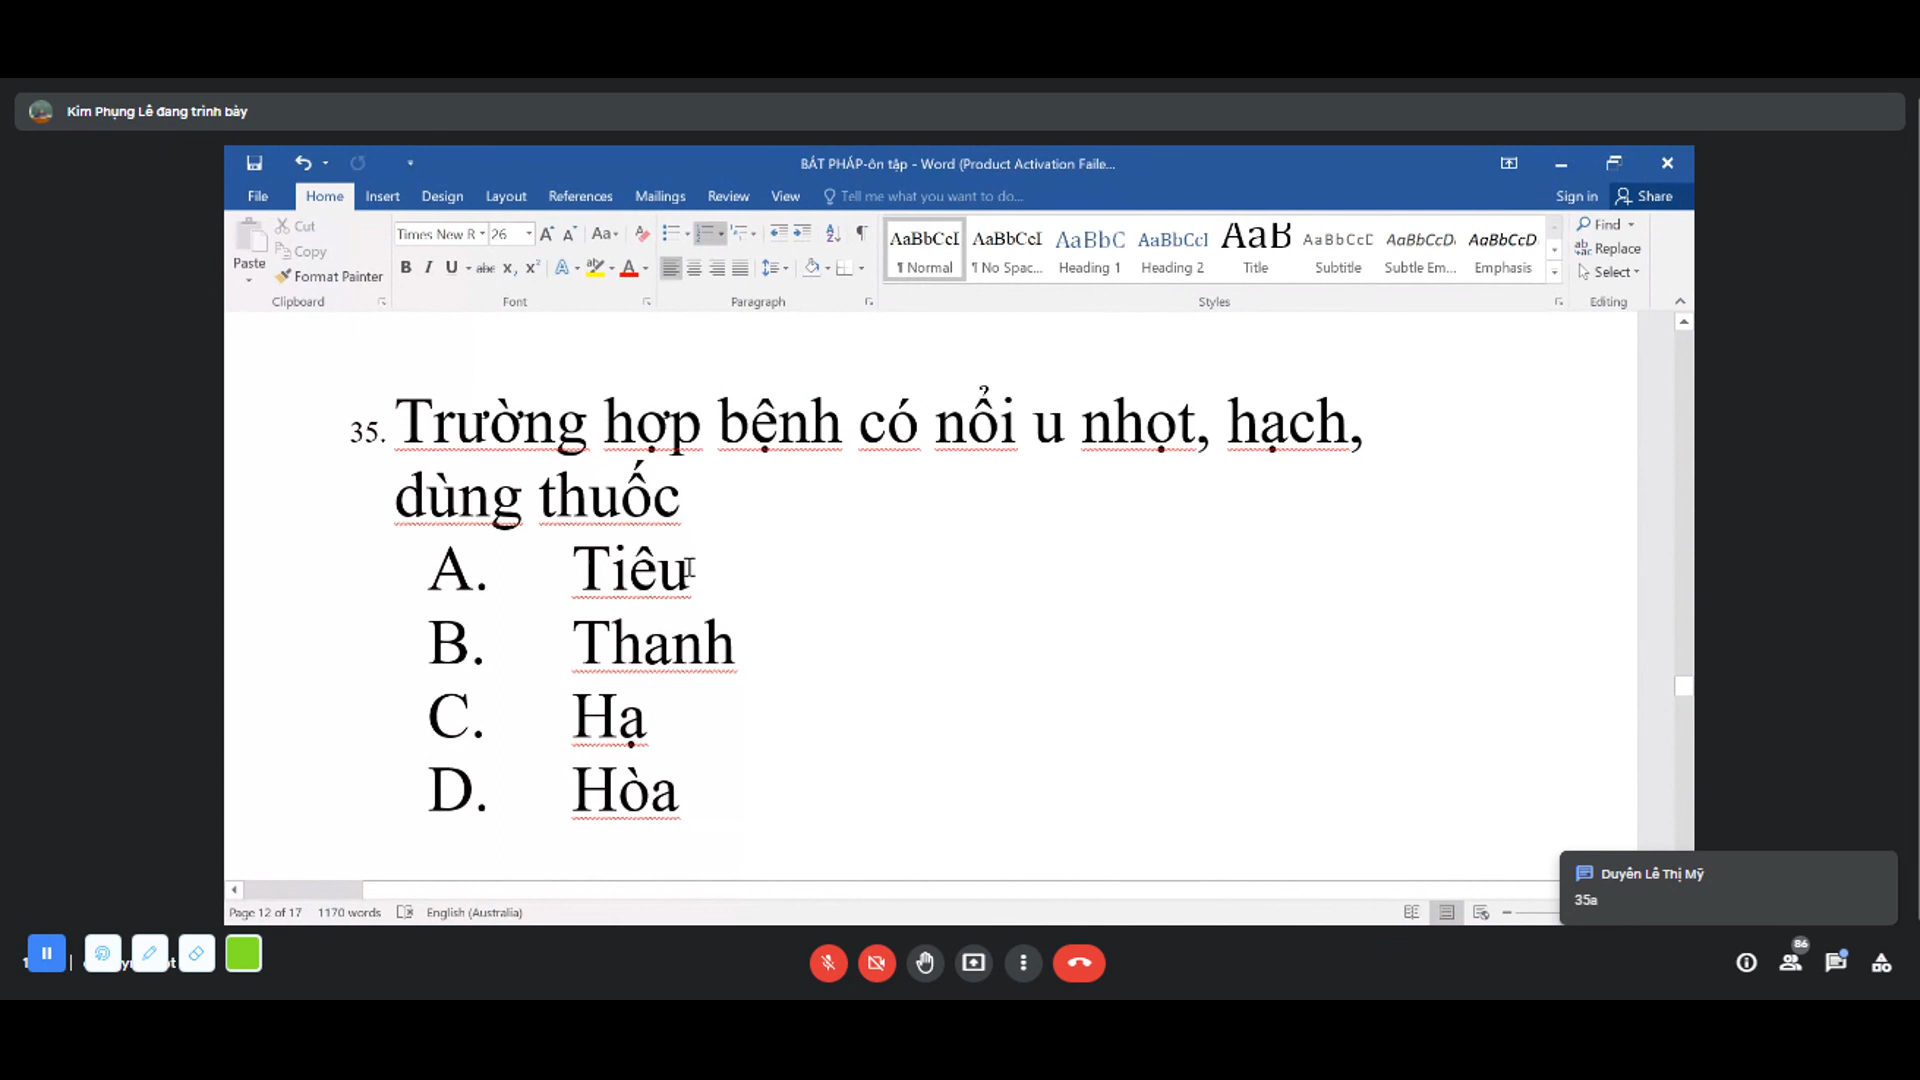 Kim Phụng Lê đang trình bày
BÁT PHÁP-ôn tập - Word (Product Activation Faile...
File Home Insert Design Layout References Mailings Review View Tell me what you want to do... Sign in Share
Paste
Cut
Copy
Format Painter
Clipboard
Times New R 26
Font
Paragraph
AaBbCcI AaBbCcI AaBbC AaBbCcI AaB AaBbCcD AaBbCcD AaBbCcD
¶ Normal ¶ No Spac... Heading 1 Heading 2 Title Subtitle Subtle Em... Emphasis
Styles
Find
Replace
Select
Editing
35. Trường hợp bệnh có nổi u nhọt, hạch,
dùng thuốc
A. Tiêu
B. Thanh
C. Hạ
D. Hòa
Page 12 of 17 1170 words English (Australia)
Duyên Lê Thị Mỹ
35a
86